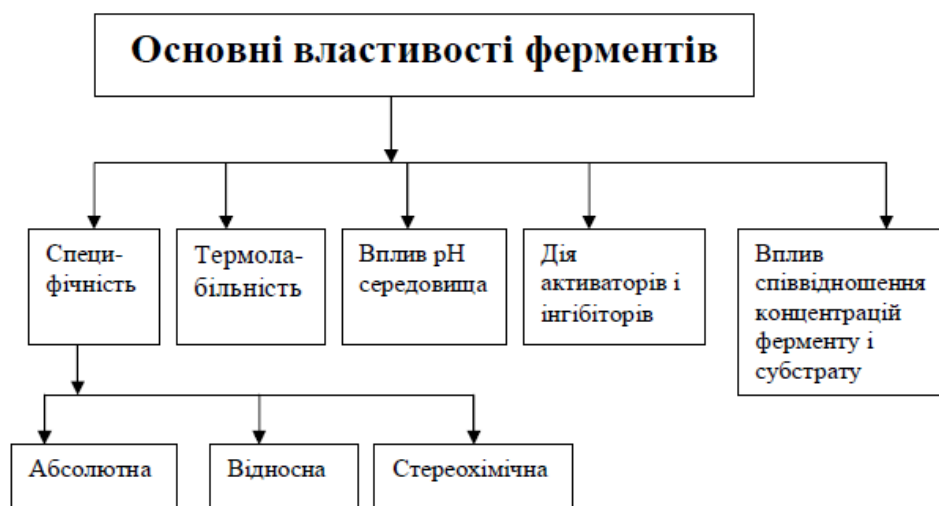 Основні властивості ферментів
Специ-
фічність
Термола-
більність
Вплив рН
середовища
Дія
активаторів і
інгібіторів
Вплив
співвідношення
концентрацій
ферменту і
субстрату
Абсолютна
Відносна
Стереохімічна